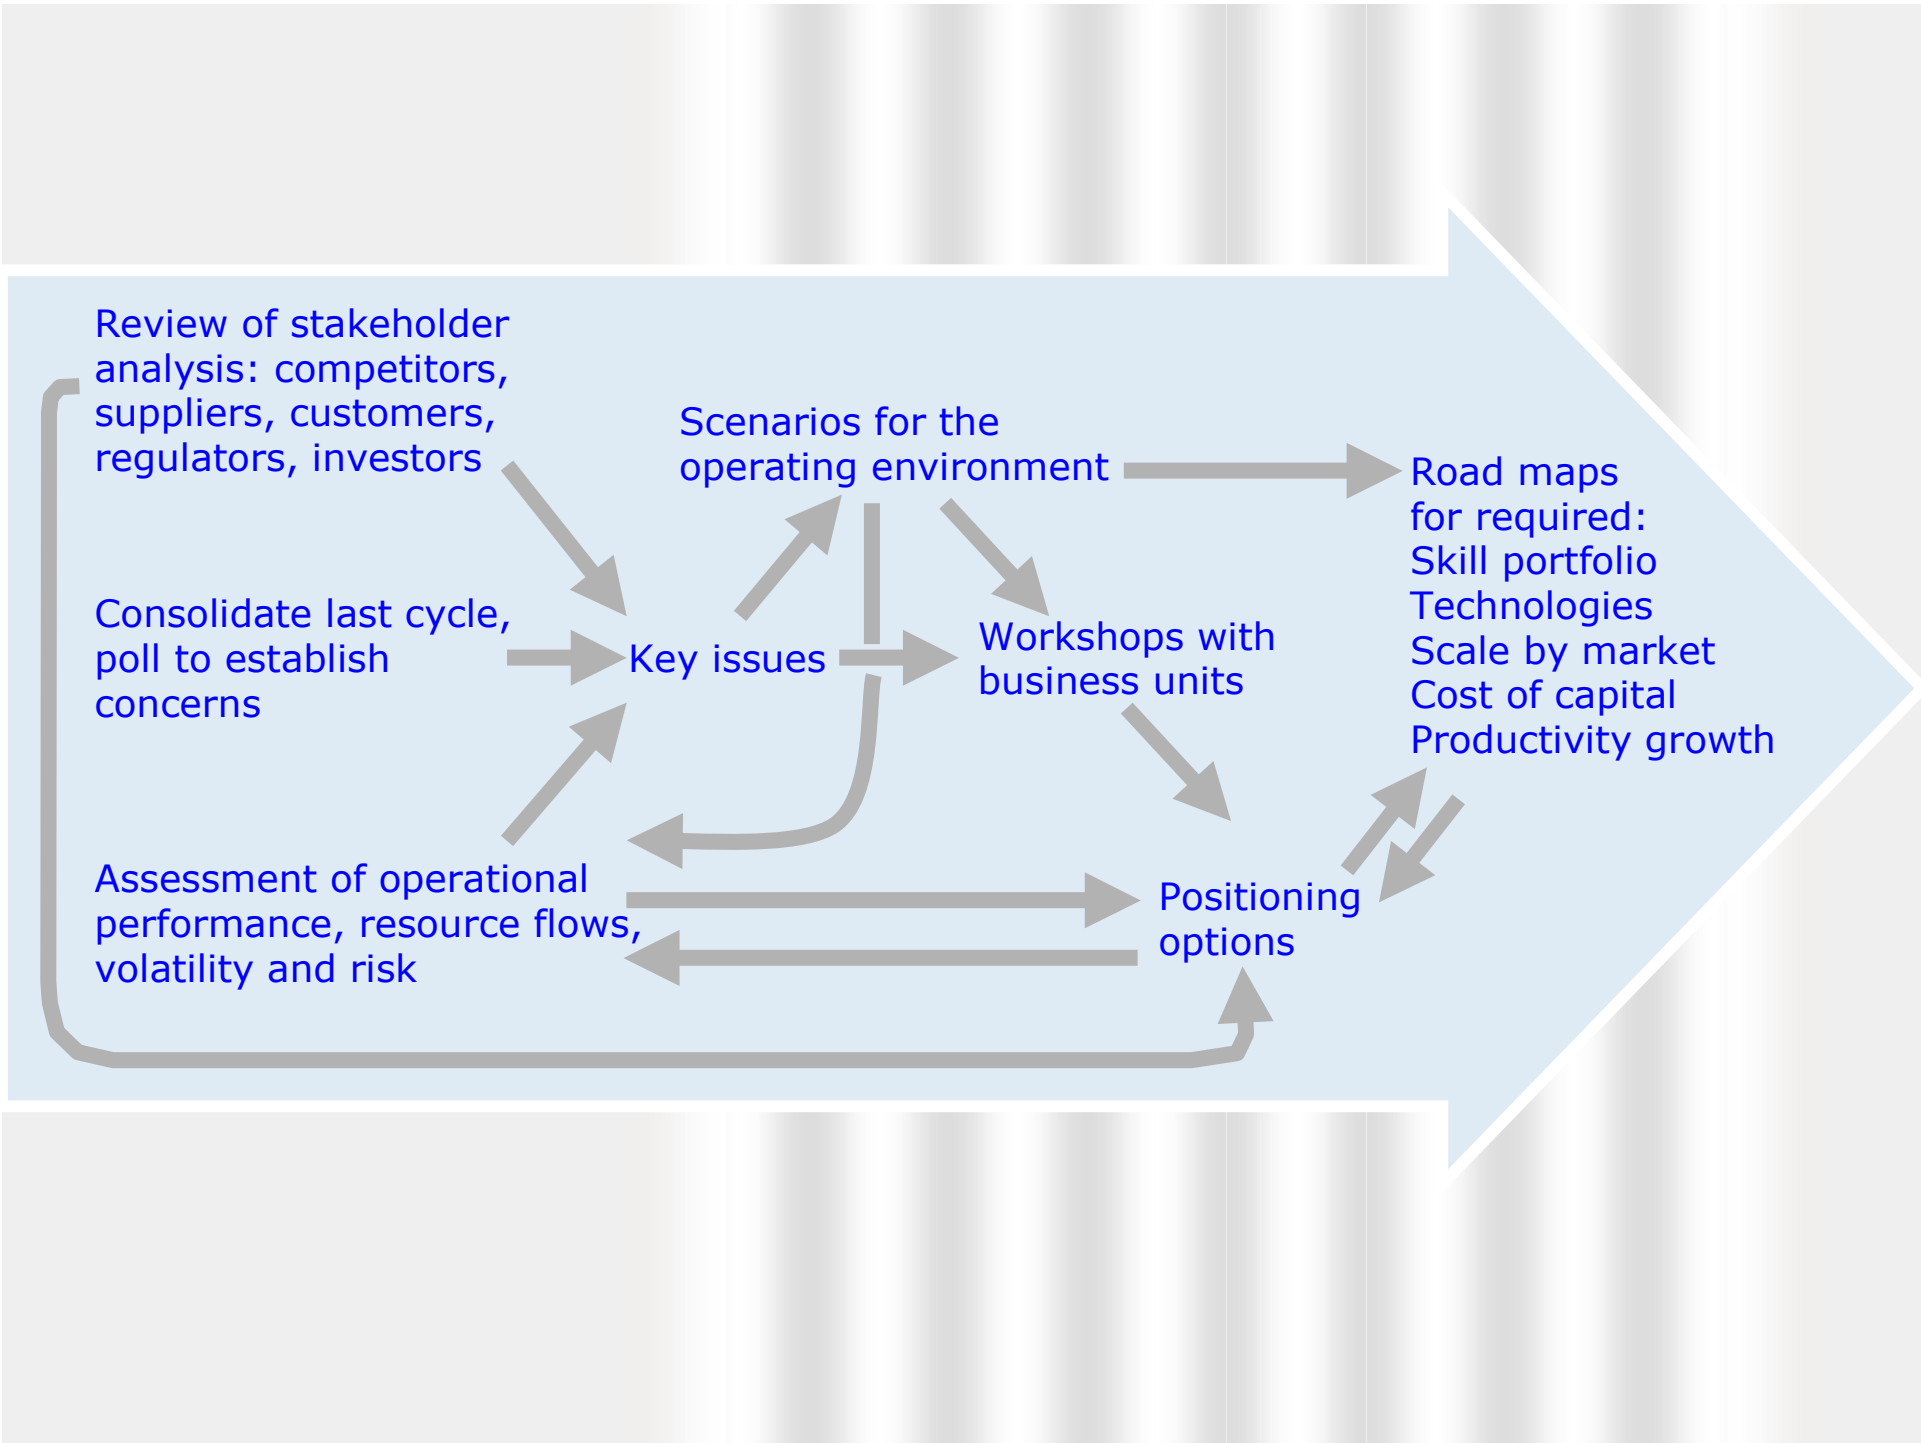 Review of stakeholder
analysis: competitors,
suppliers, customers,
regulators, investors
Consolidate last cycle,
poll to establish
concerns
Assessment of operational
performance, resource flows,
volatility and risk
Key issues
Scenarios for the
operating environment
Workshops with
business units
Positioning
options
Road maps
for required:
Skill portfolio
Technologies
Scale by market
Cost of capital
Productivity growth